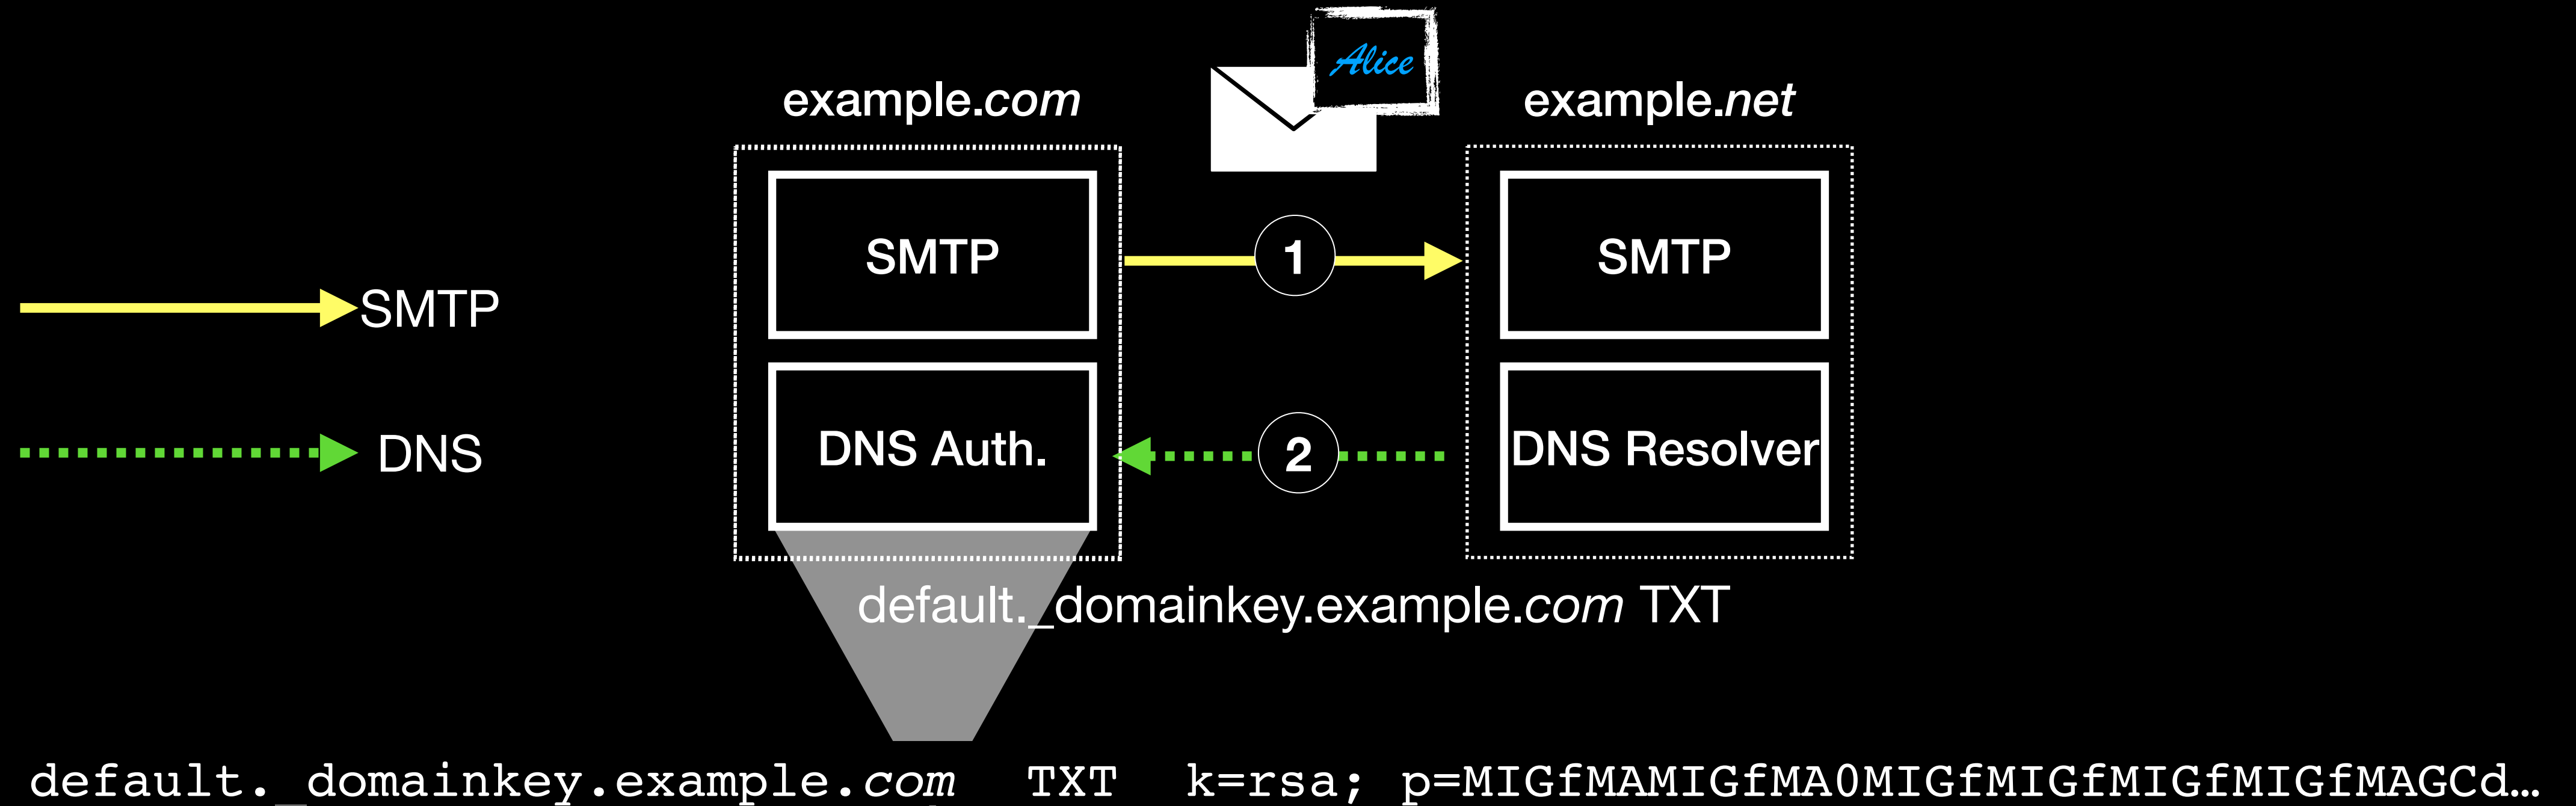 Alice
example.com
example.net
SMTP
1
SMTP
SMTP
DNS Auth.
2
DNS Resolver
DNS
default._domainkey.example.com TXT
default._domainkey.example.com TXT k=rsa; p=MIGfMAMIGfMA0MIGfMIGfMIGfMIGfMAGCd…